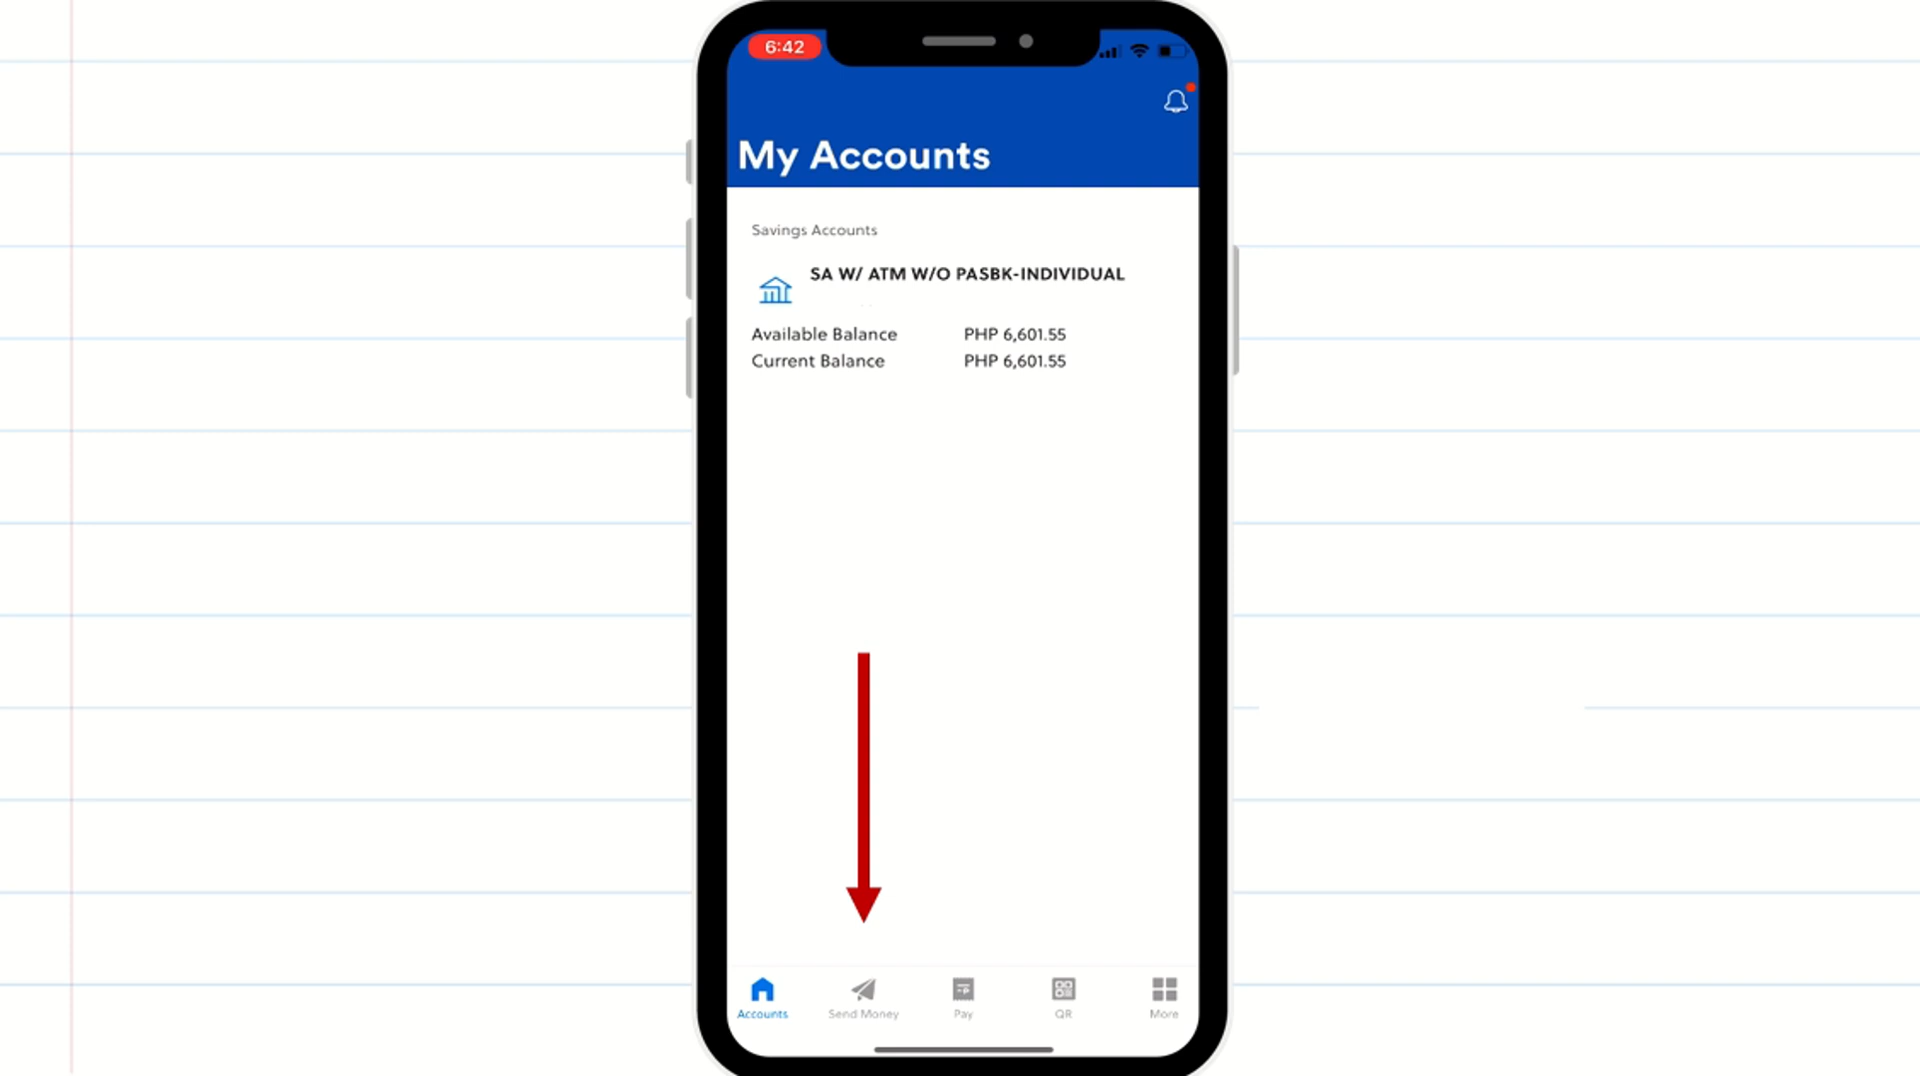 6:42
My Accounts
Savings Accounts
SA W/ ATM W/O PASBK-INDIVIDUAL
Available Balance PHP 6,601.55
Current Balance PHP 6,601.55
Accounts Send Money Pay QR More